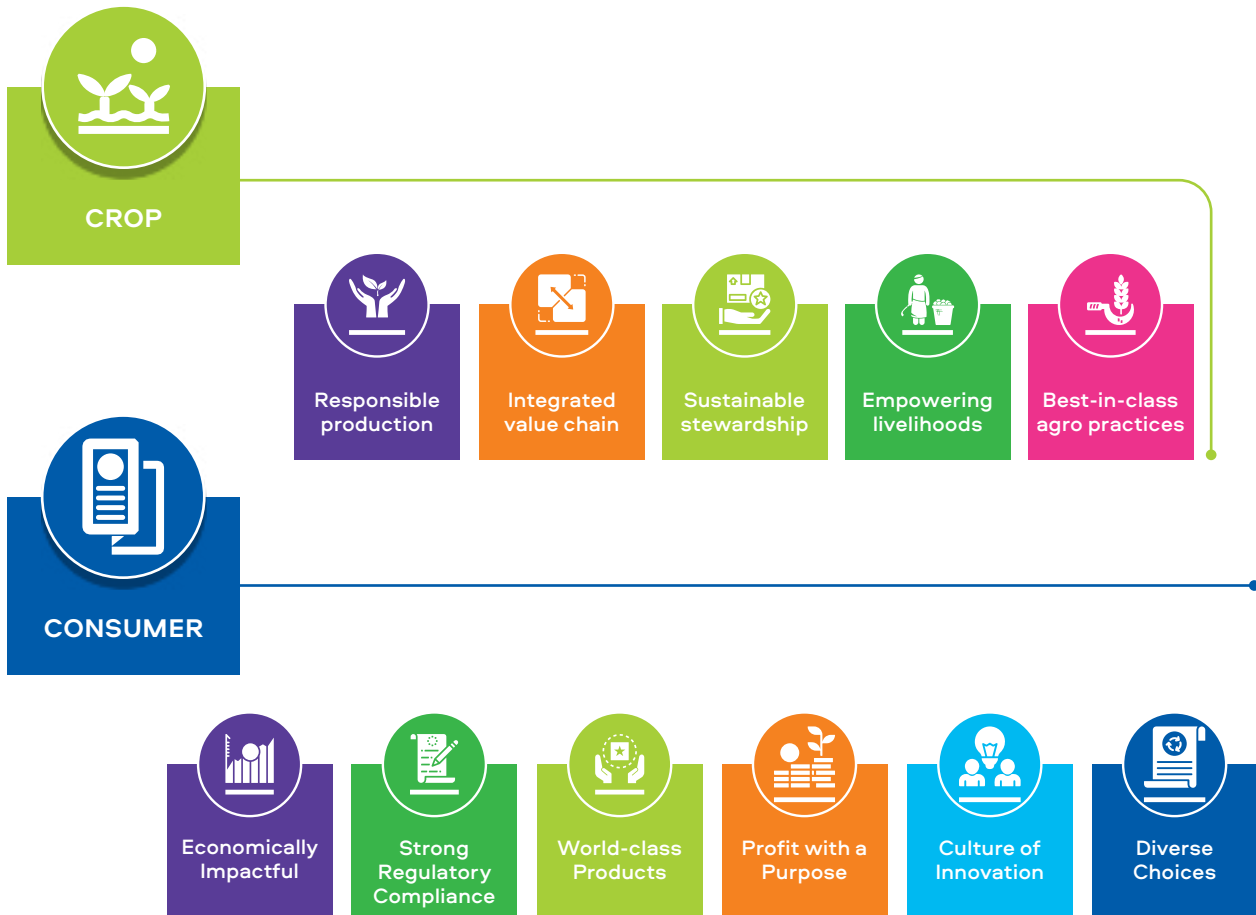 CROP
Responsible
production
Integrated
value chain
Sustainable
stewardship
Empowering
livelihoods
Best-in-class
agro practices
CONSUMER
Economically
Impactful
Strong
Regulatory
Compliance
World-class
Products
Profit with a
Purpose
Culture of
Innovation
Diverse
Choices